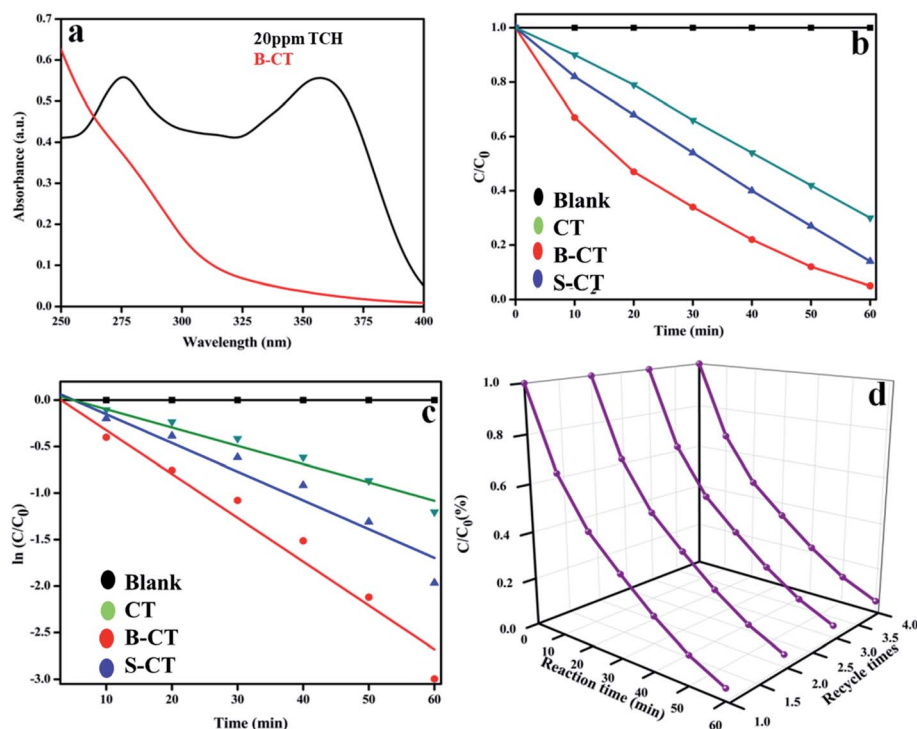 a
20ppm TCH
B-CT
0.7
0.6
0.5
0.4
0.3
0.2
0.1
0.0
250 275 300 325 350 375 400
Absorbance (a.u.)
Wavelength (nm)
b
1.0
0.8
0.6
0.4
0.2
0.0
0 10 20 30 40 50 60
C/C0
Time (min)
Blank
CT
B-CT
S-CT
c
0.0
-0.5
-1.0
-1.5
-2.0
-2.5
-3.0
10 20 30 40 50 60
ln (C/C0)
Time (min)
Blank
CT
B-CT
S-CT
d
1.0
0.8
0.6
0.4
0.2
0.0
C/C0(%)
0 10 20 30 40 50 60
Reaction time (min)
1.0 1.5 2.0 2.5 3.0 3.5 4.0
Recycle times